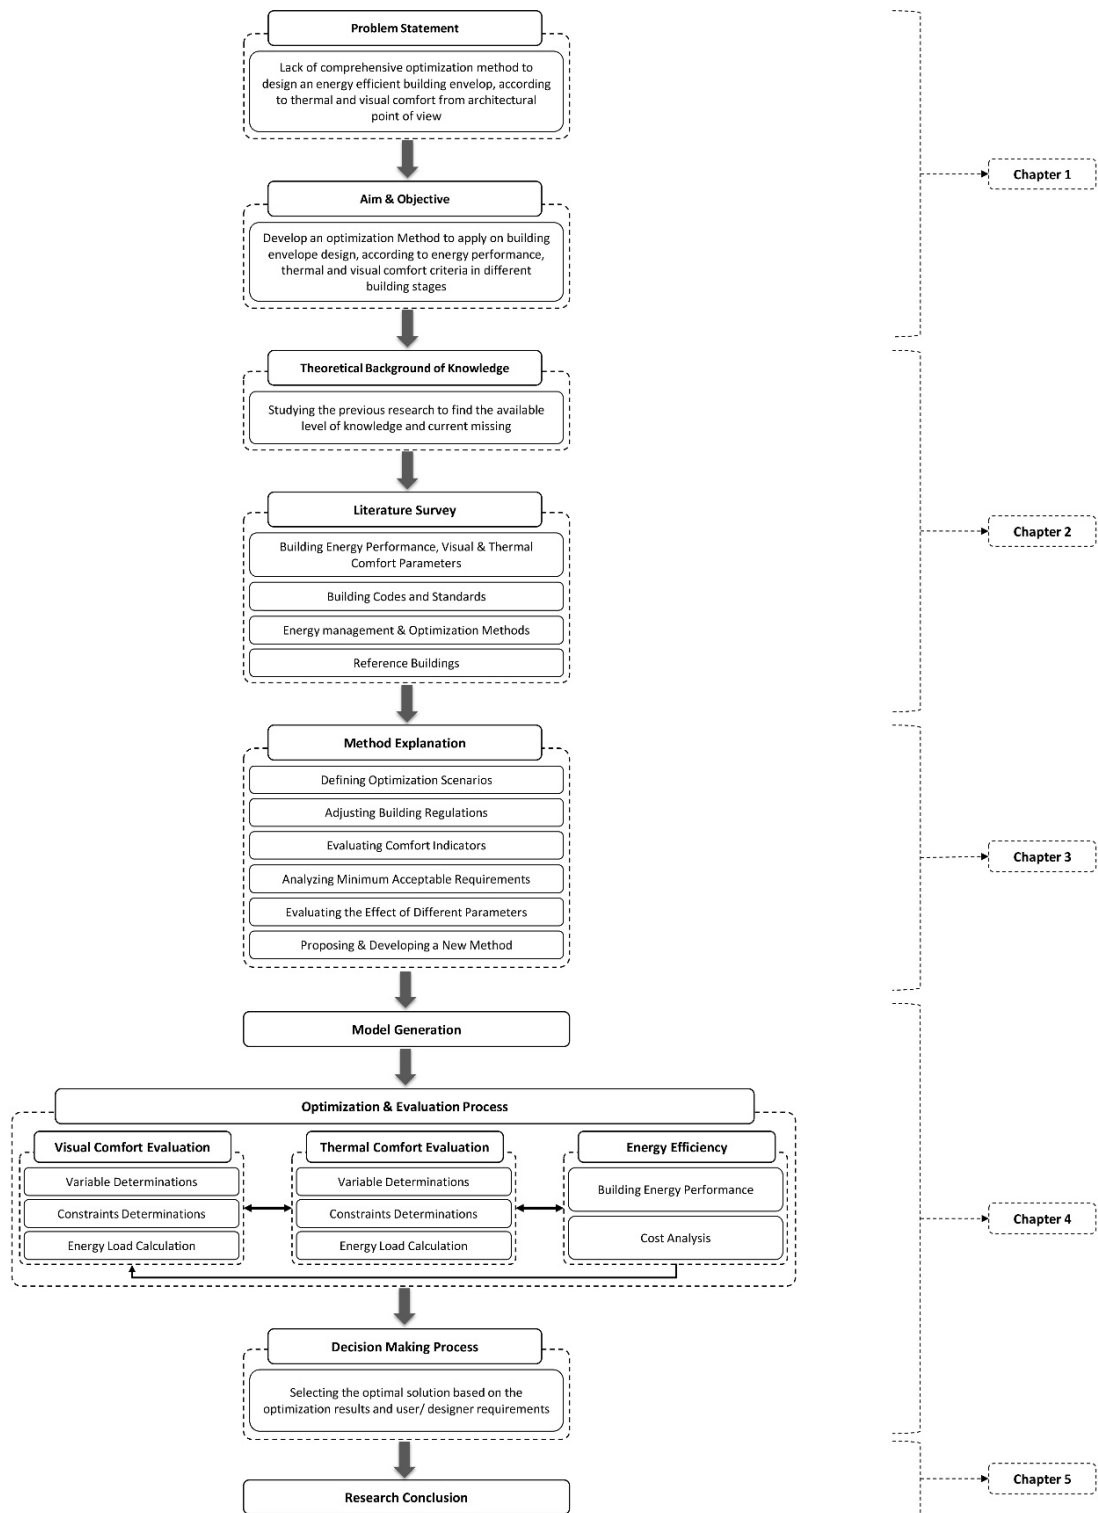 Problem Statement
Lack of comprehensive optimization method to
design an energy efficient building envelop, according
to thermal and visual comfort from architectural
point of view
Chapter 1
Aim & Objective
Develop an optimization Method to apply on building
envelope design, according to energy performance,
thermal and visual comfort criteria in different
building stages
Theoretical Background of Knowledge
Studying the previous research to find the available
level of knowledge and current missing
Literature Survey
Chapter 2
Building Energy Performance, Visual & Thermal
Comfort Parameters
Building Codes and Standards
Energy management & Optimization Methods
Reference Buildings
Method Explanation
Defining Optimization Scenarios
Adjusting Building Regulations
Evaluating Comfort Indicators
Chapter 3
Analyzing Minimum Acceptable Requirements
Evaluating the Effect of Different Parameters
Proposing & Developing a New Method
Model Generation
Optimization & Evaluation Process
Visual Comfort Evaluation
Variable Determinations
Constraints Determinations
Energy Load Calculation
Thermal Comfort Evaluation
Variable Determinations
Constraints Determinations
Energy Load Calculation
Energy Efficiency
Building Energy Performance
Cost Analysis
Chapter 4
Decision Making Process
Selecting the optimal solution based on the
optimization results and user/ designer requirements
Research Conclusion
Chapter 5